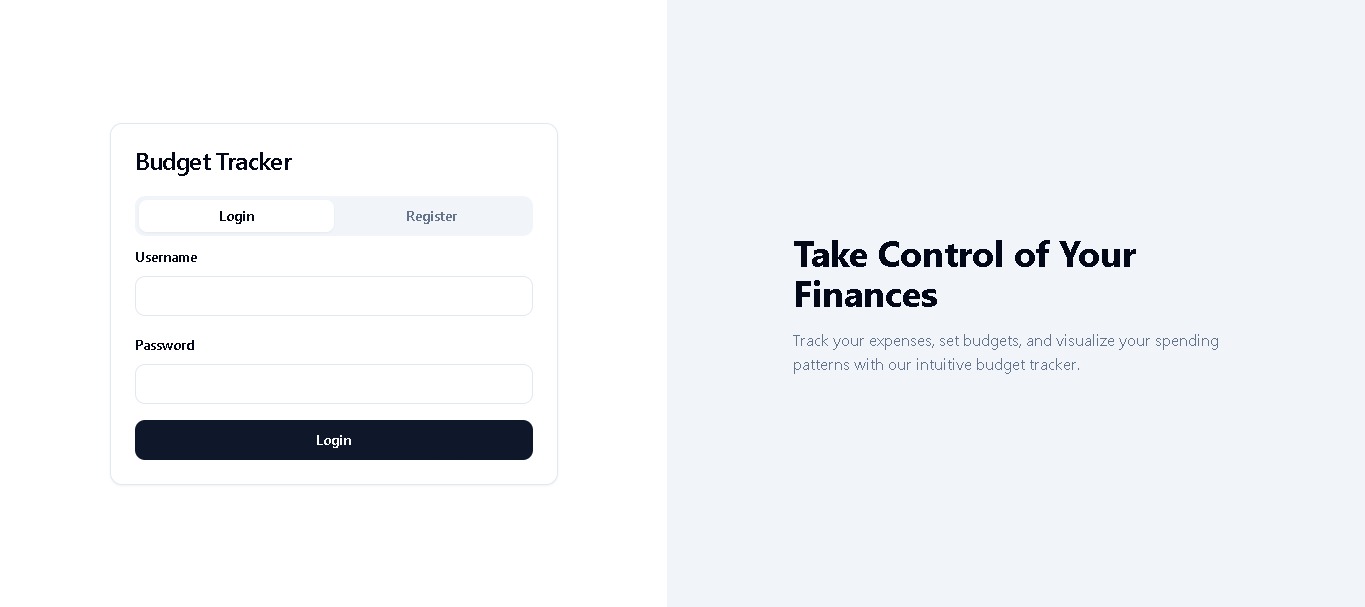 Budget Tracker
Login
Register
Username
Password
Login
Take Control of Your
Finances
Track your expenses, set budgets, and visualize your spending
patterns with our intuitive budget tracker.